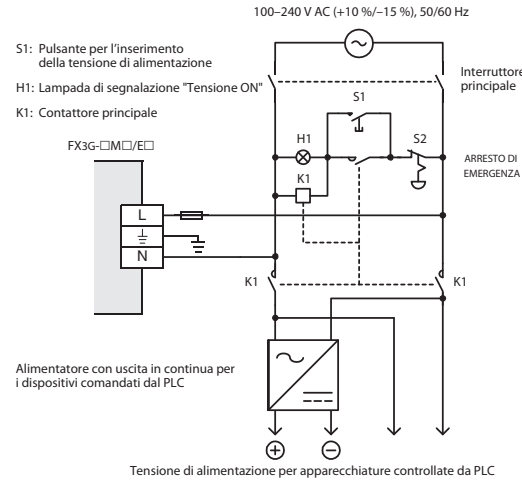 100–240 V AC (+10 %/–15 %), 50/60 Hz
S1: Pulsante per l'inserimento
della tensione di alimentazione
H1: Lampada di segnalazione "Tensione ON"
K1: Contattore principale
Interruttore
principale
S1
FX3G-□M□/E□
H1
S2
ARRESTO DI
EMERGENZA
K1
L
N
K1
K1
Alimentatore con uscita in continua per
i dispositivi comandati dal PLC
+
–
Tensione di alimentazione per apparecchiature controllate da PLC